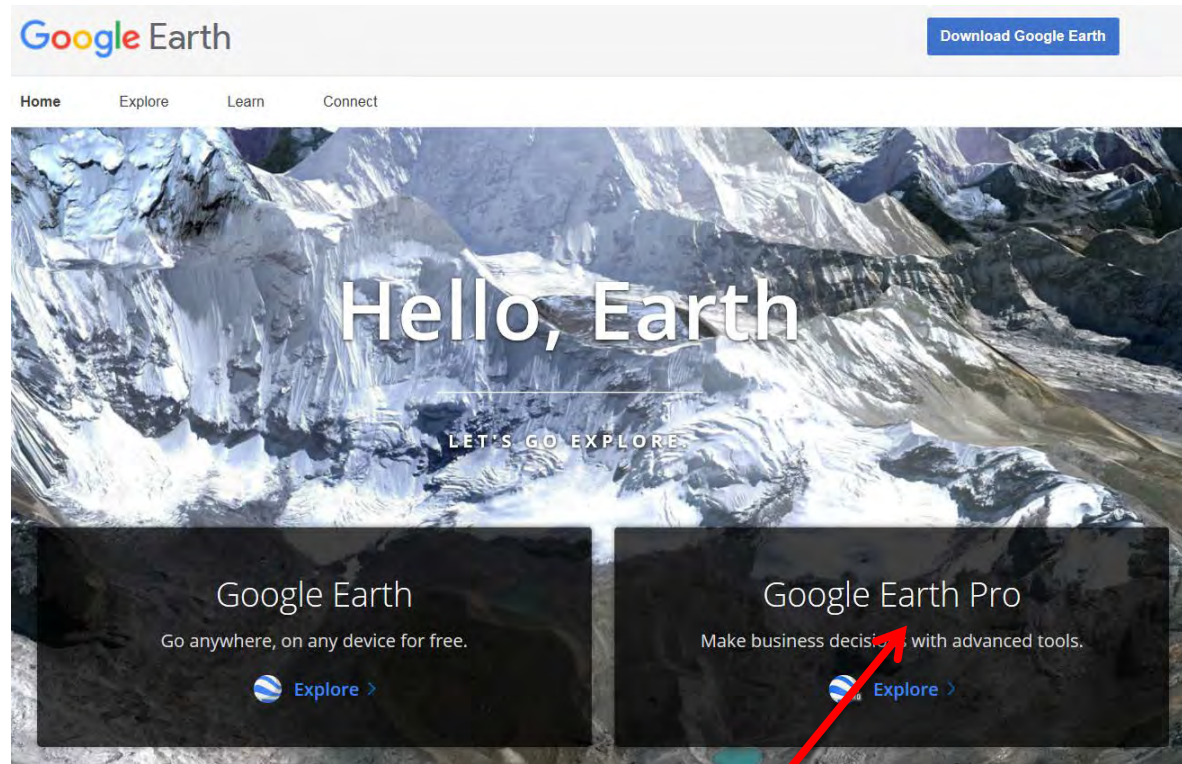 Google Earth
Download Google Earth
Home Explore Learn Connect
Hello, Earth
LET'S GO EXPLORE.
Google Earth
Go anywhere, on any device for free.
Explore >
Google Earth Pro
Make business decisions with advanced tools.
Explore >